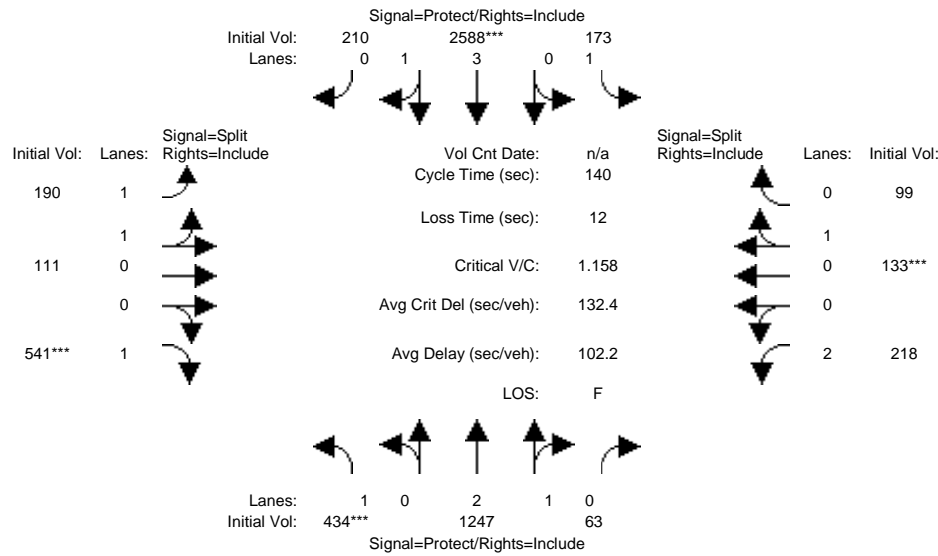 Signal=Protect/Rights=Include
Initial Vol: 210 2588*** 173
Lanes: 0 1 3 0 1
Signal=Split
Initial Vol: Lanes: Rights=Include
Vol Cnt Date: n/a
Signal=Split
Rights=Include Lanes: Initial Vol:
Cycle Time (sec): 140
190 1
0 99
Loss Time (sec): 12
1
1
111 0
Critical V/C: 1.158
0 133***
0
Avg Crit Del (sec/veh): 132.4
0
541*** 1
Avg Delay (sec/veh): 102.2
2 218
LOS: F
Lanes: 1 0 2 1 0
Initial Vol: 434*** 1247 63
Signal=Protect/Rights=Include